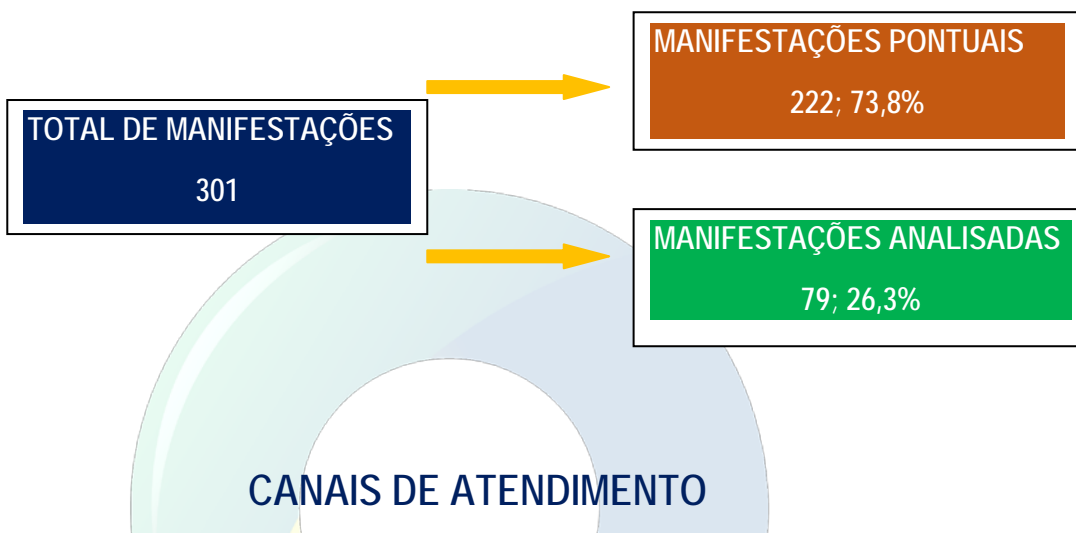 MANIFESTAÇÕES PONTUAIS
222; 73,8%
TOTAL DE MANIFESTAÇÕES
301
MANIFESTAÇÕES ANALISADAS
79; 26,3%
CANAIS DE ATENDIMENTO